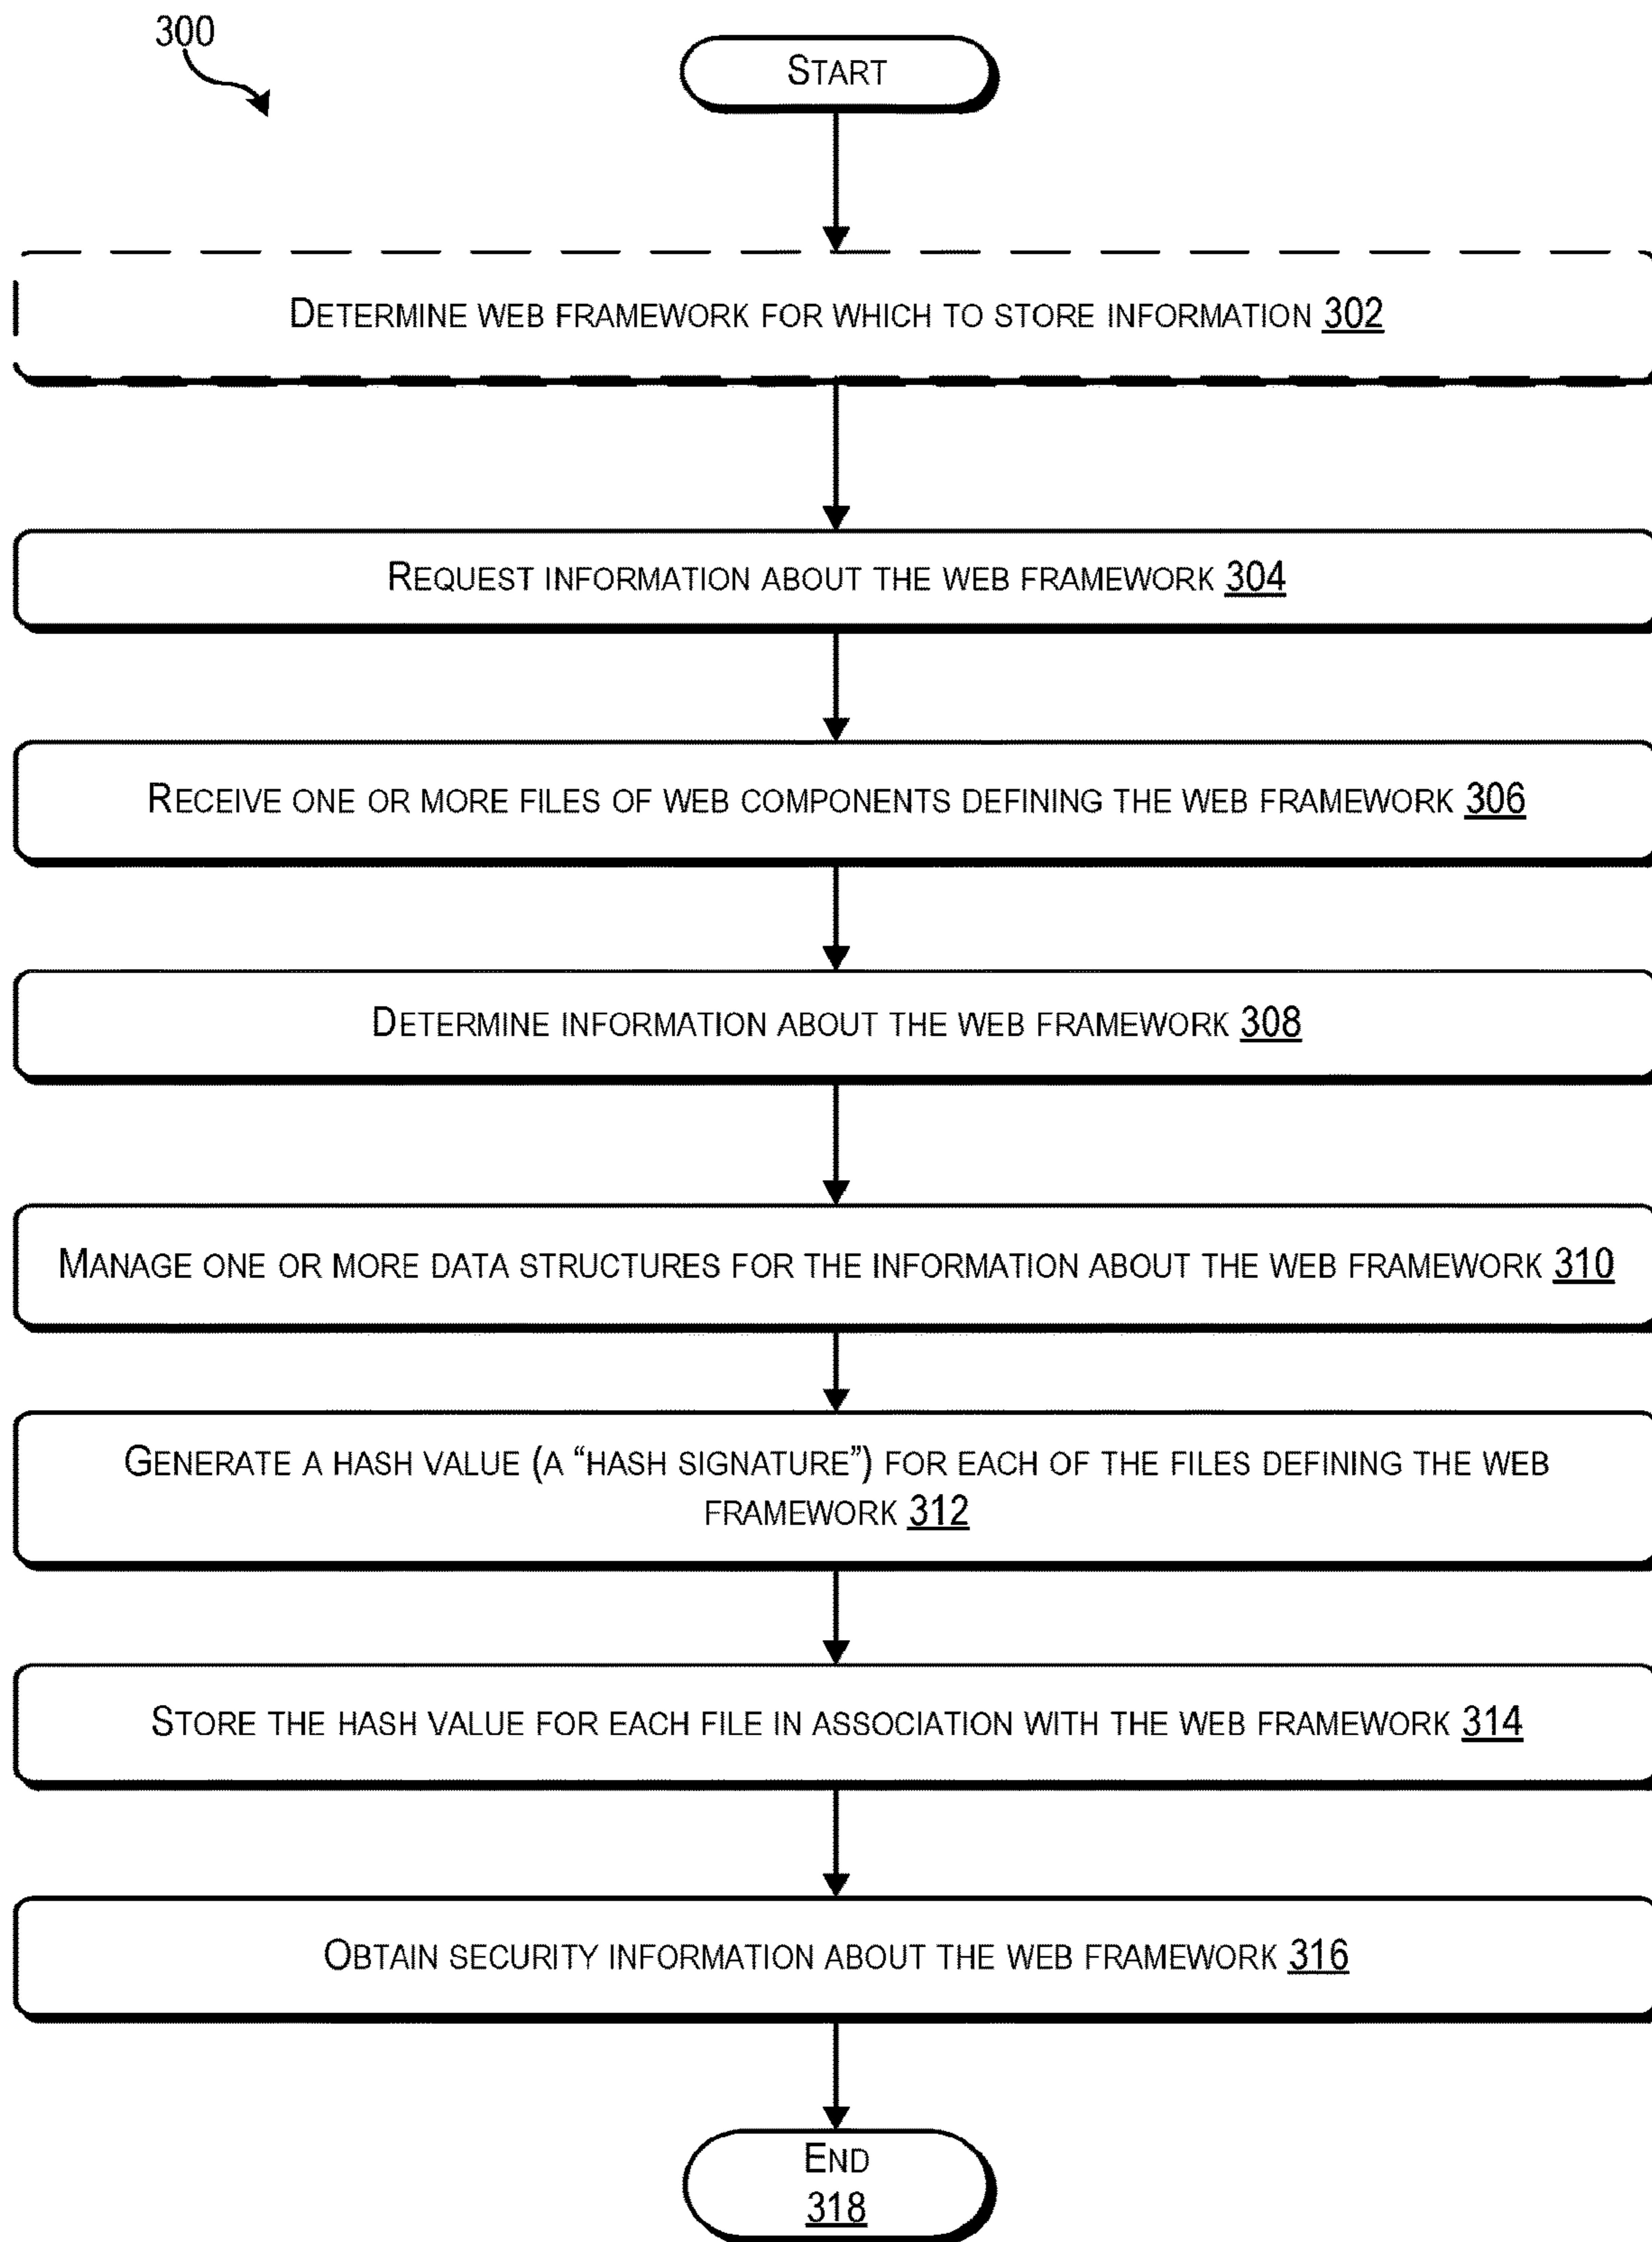 300
START
DETERMINE WEB FRAMEWORK FOR WHICH TO STORE INFORMATION 302
REQUEST INFORMATION ABOUT THE WEB FRAMEWORK 304
RECEIVE ONE OR MORE FILES OF WEB COMPONENTS DEFINING THE WEB FRAMEWORK 306
DETERMINE INFORMATION ABOUT THE WEB FRAMEWORK 308
MANAGE ONE OR MORE DATA STRUCTURES FOR THE INFORMATION ABOUT THE WEB FRAMEWORK 310
GENERATE A HASH VALUE (A “HASH SIGNATURE”) FOR EACH OF THE FILES DEFINING THE WEB
FRAMEWORK 312
STORE THE HASH VALUE FOR EACH FILE IN ASSOCIATION WITH THE WEB FRAMEWORK 314
OBTAIN SECURITY INFORMATION ABOUT THE WEB FRAMEWORK 316
END
318